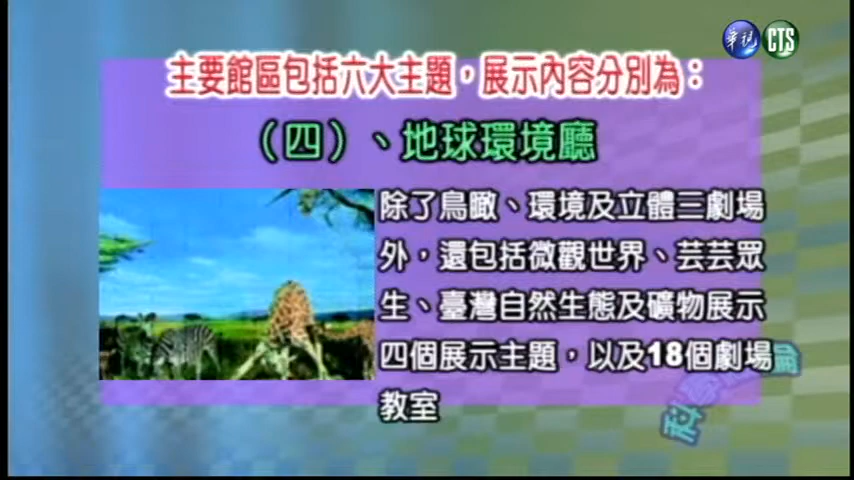 華視 CTS
主要館區包括六大主題，展示內容分別為：
（四）、地球環境廳
除了鳥瞰、環境及立體三劇場
外，還包括微觀世界、芸芸眾
生、臺灣自然生態及礦物展示
四個展示主題，以及18個劇場
教室